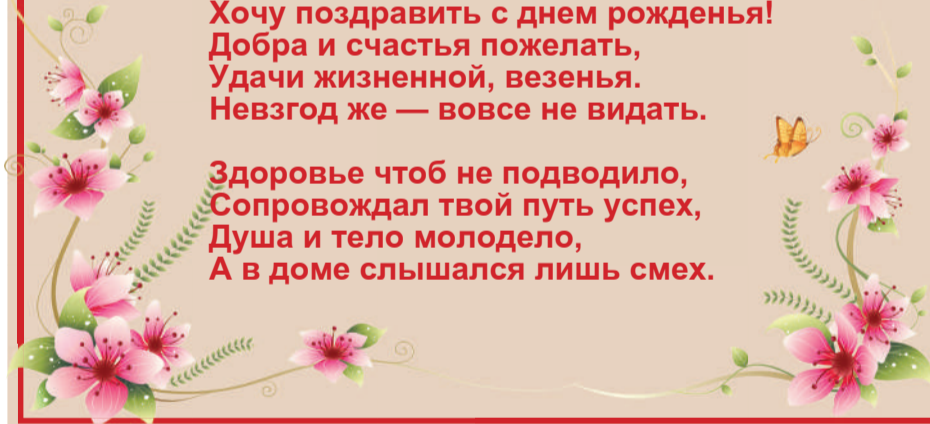 Хочу поздравить с днем рожденья!
Добра и счастья пожелать,
Удачи жизненной, везенья.
Невзгод же — вовсе не видать.
Здоровье чтоб не подводило,
Сопровождал твой путь успех,
Душа и тело молодело,
А в доме слышался лишь смех.